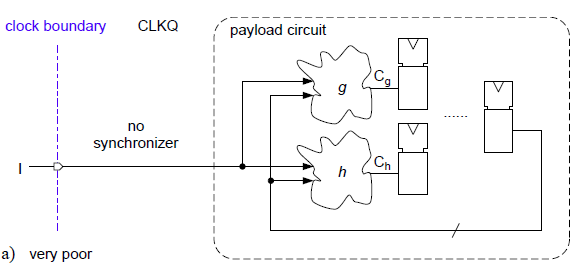 clock boundary
CLKQ
payload circuit
g
Cg
......
no
synchronizer
I
h
Ch
a) very poor